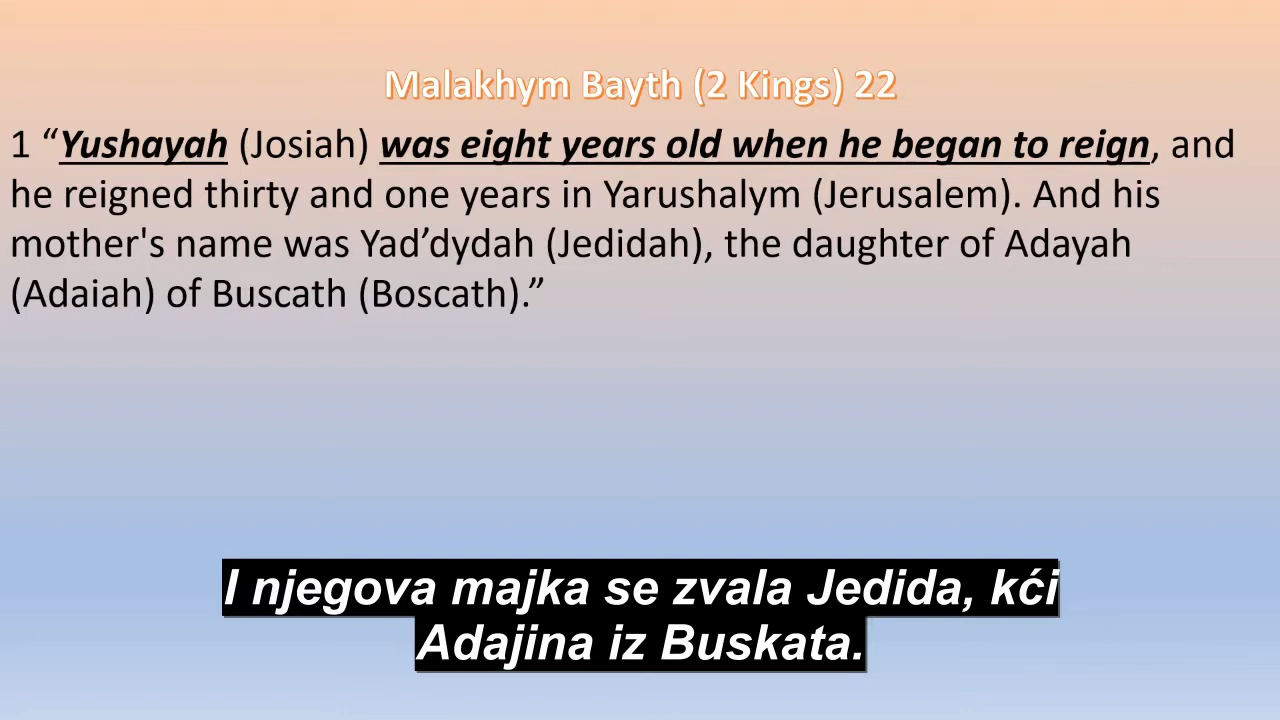 Malakhym Bayth (2 Kings) 22
1 “Yushayah (Josiah) was eight years old when he began to reign, and
he reigned thirty and one years in Yarushalym (Jerusalem). And his
mother's name was Yad’dydah (Jedidah), the daughter of Adayah
(Adaiah) of Buscath (Boscath).”
I njegova majka se zvala Jedida, kći
Adajina iz Buskata.